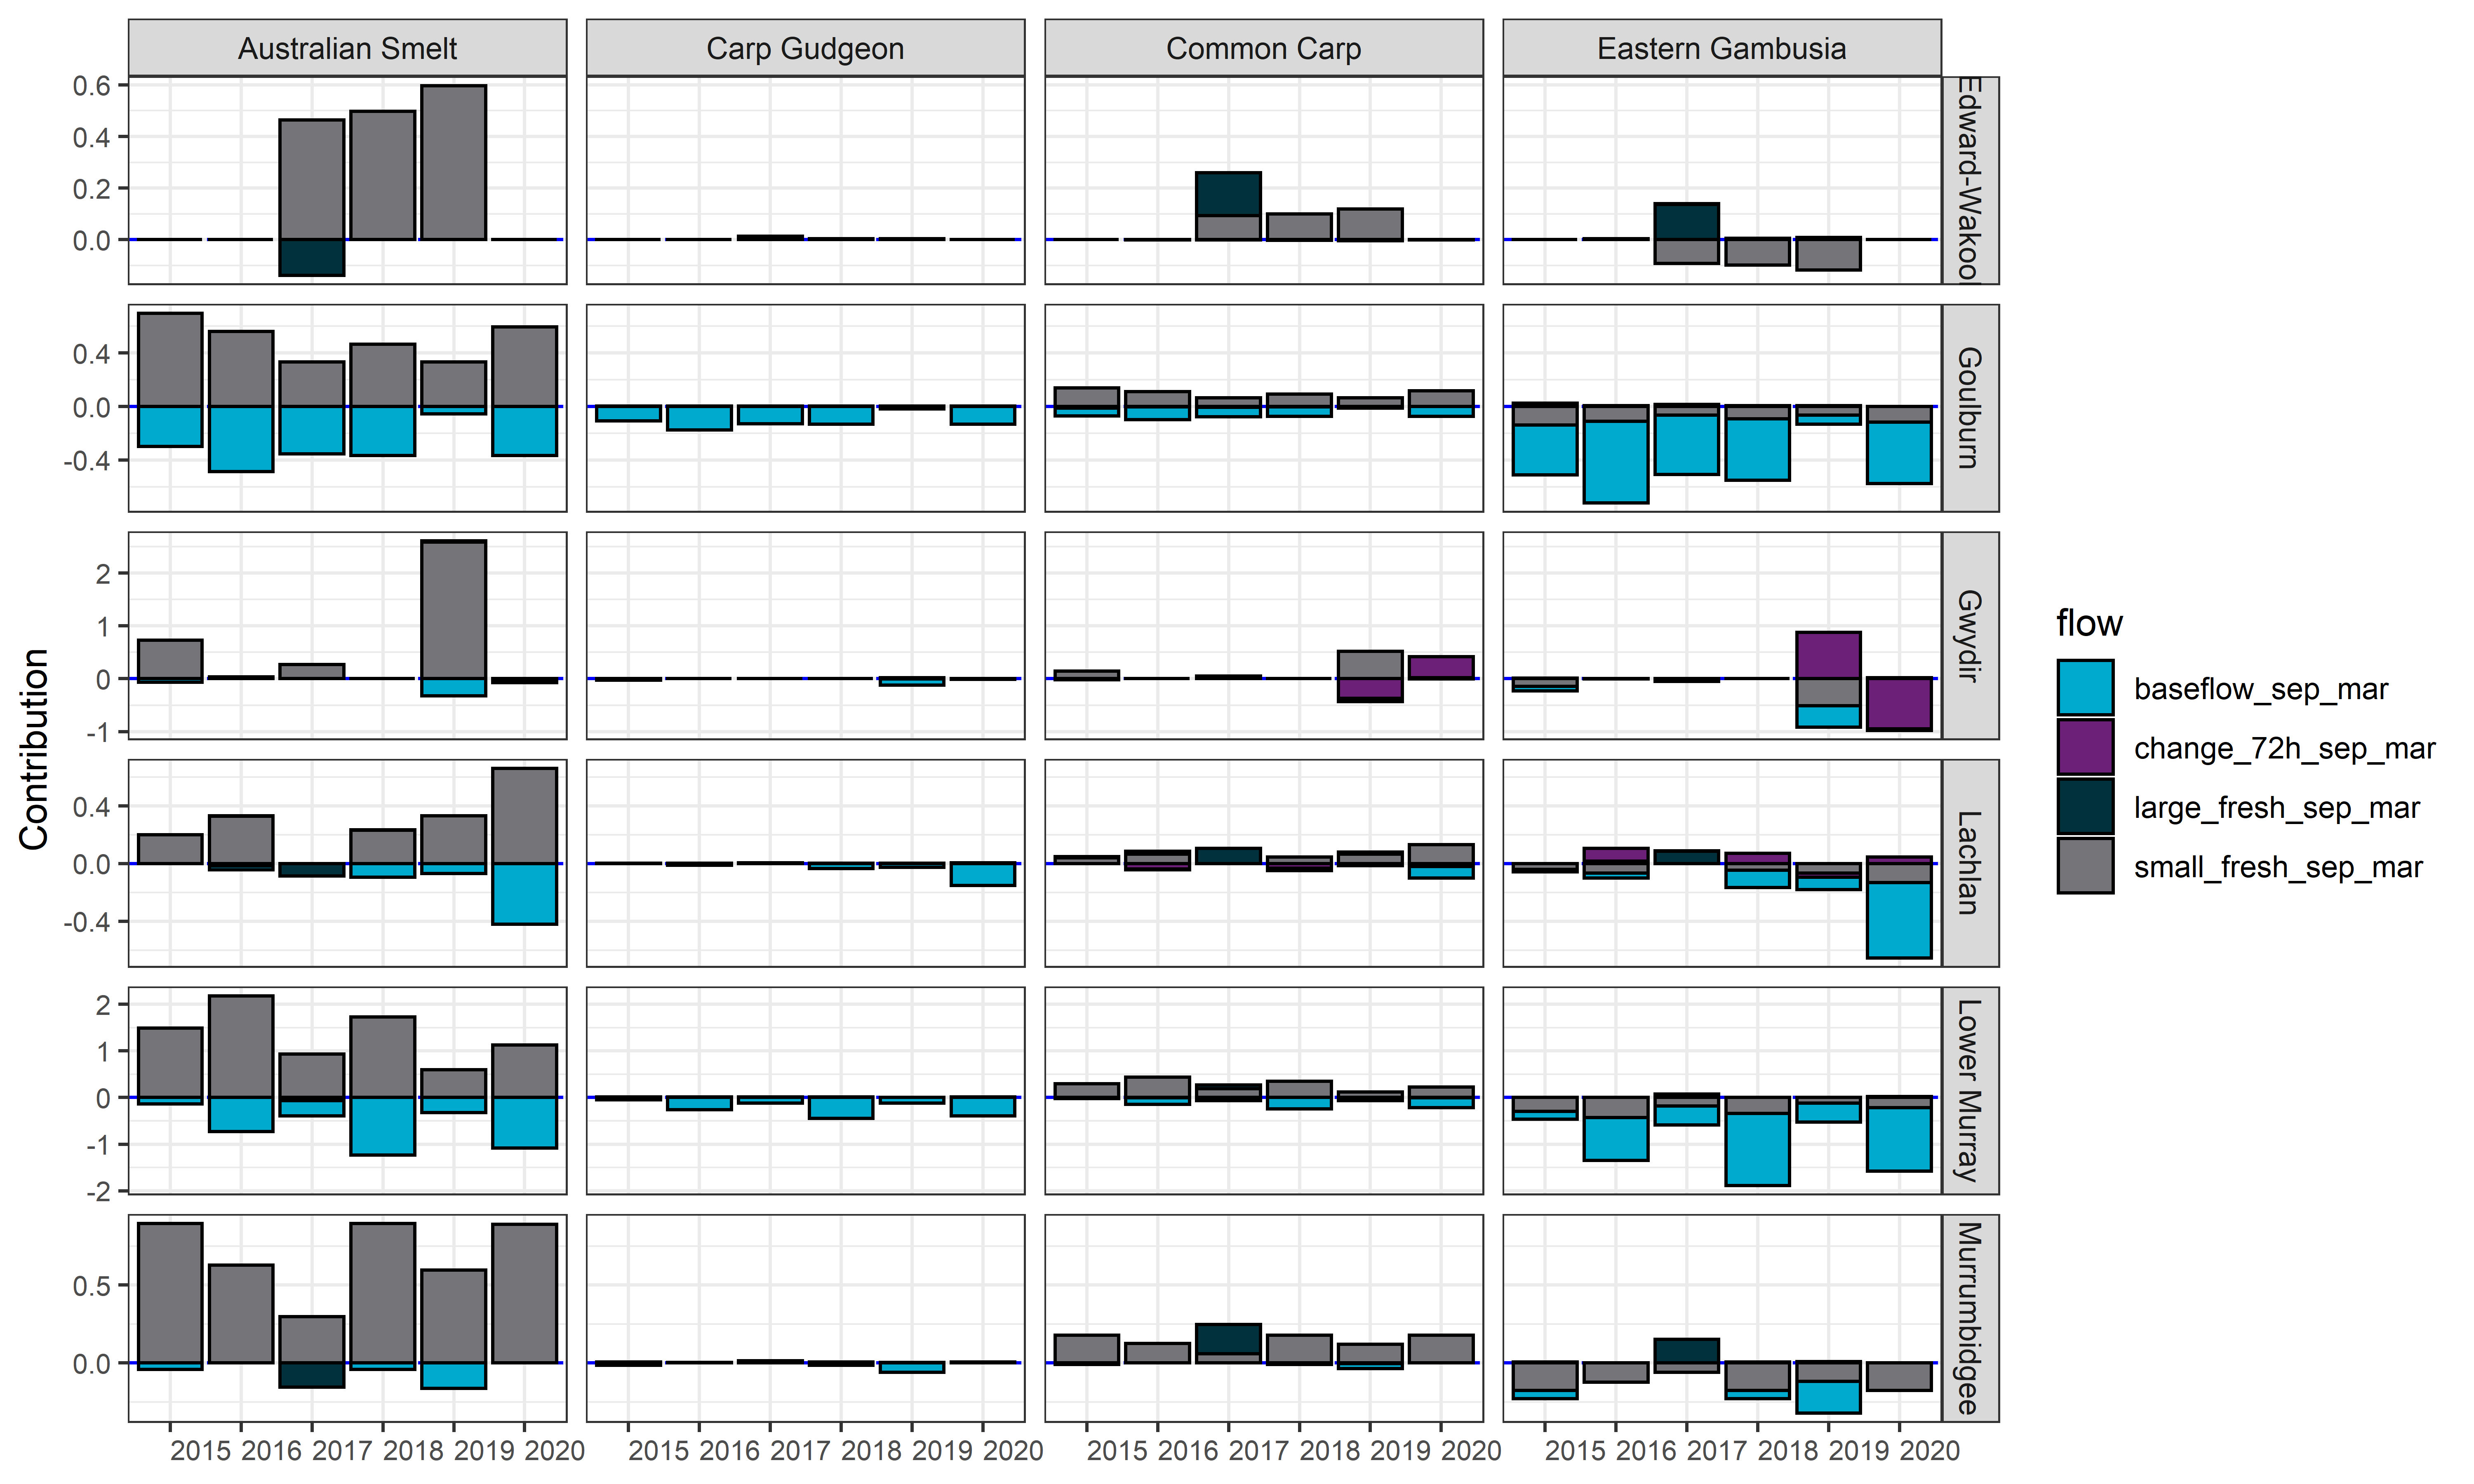 Australian Smelt Carp Gudgeon Common Carp Eastern Gambusia
Contribution
0.6
0.4
0.2
0.0
Edward-Wakool
0.4
0.0
-0.4
Goulburn
2
1
0
-1
Gwydir
0.4
0.0
-0.4
Lachlan
2
1
0
-1
-2
Lower Murray
0.5
0.0
Murrumbidgee
2015 2016 2017 2018 2019 2020 2015 2016 2017 2018 2019 2020 2015 2016 2017 2018 2019 2020 2015 2016 2017 2018 2019 2020
flow
baseflow_sep_mar
change_72h_sep_mar
large_fresh_sep_mar
small_fresh_sep_mar